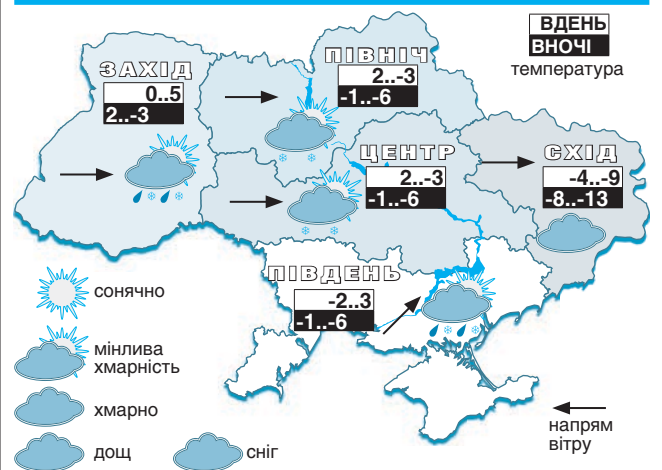 ВДЕНЬ
ВНОЧІ
температура
ЗАХІД
0..5
2..-3
ПІВНІЧ
2..-3
-1..-6
ЦЕНТР
2..-3
-1..-6
СХІД
-4..-9
-8..-13
ПІВДЕНЬ
-2..3
-1..-6
сонячно
мінлива
хмарність
хмарно
дощ
сніг
напрям
вітру